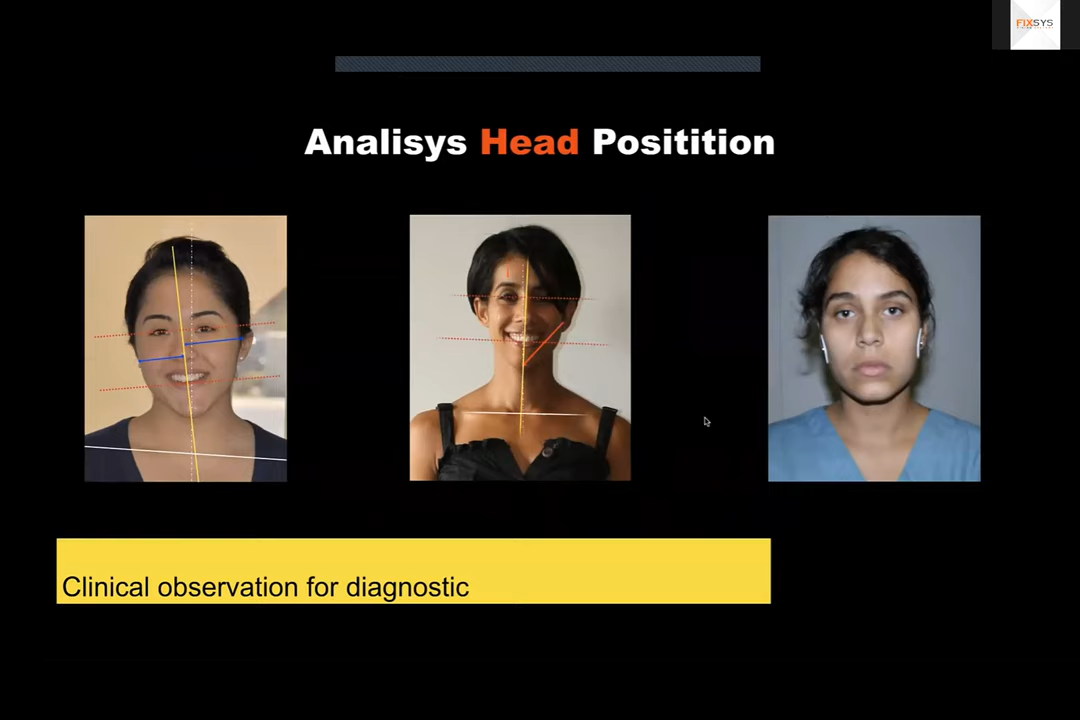 FIXSYS
Analisys Head Positition
Clinical observation for diagnostic